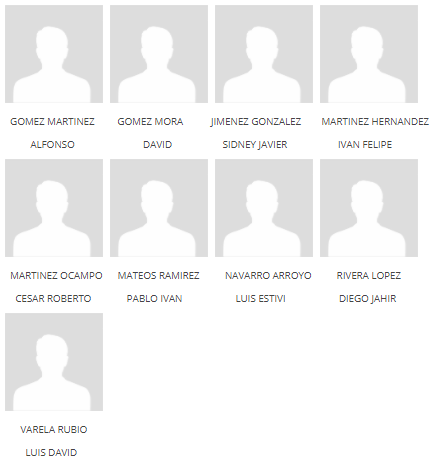 GOMEZ MARTINEZ
ALFONSO
GOMEZ MORA
DAVID
JIMENEZ GONZALEZ
SIDNEY JAVIER
MARTINEZ HERNANDEZ
IVAN FELIPE
MARTINEZ OCAMPO
CESAR ROBERTO
MATEOS RAMIREZ
PABLO IVAN
NAVARRO ARROYO
LUIS ESTIVI
RIVERA LOPEZ
DIEGO JAHIR
VARELA RUBIO
LUIS DAVID